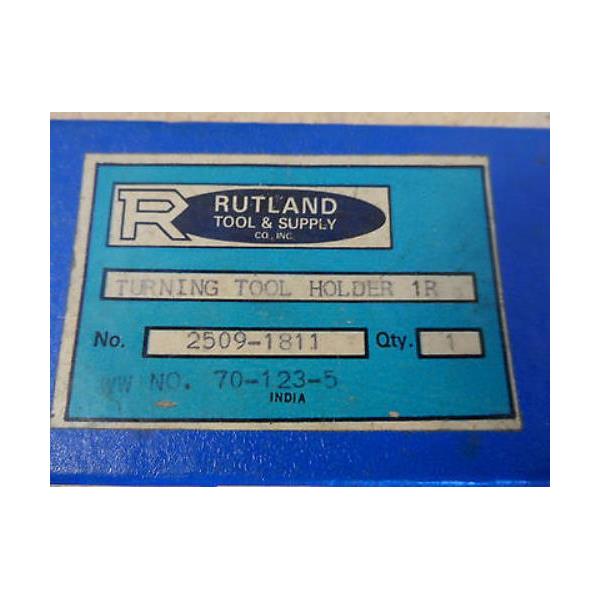 R RUTLAND
TOOL & SUPPLY
CO., INC.
TURNING TOOL HOLDER 1R
No. 2509-1811 Qty. 1
WW NO. 70-123-5
INDIA